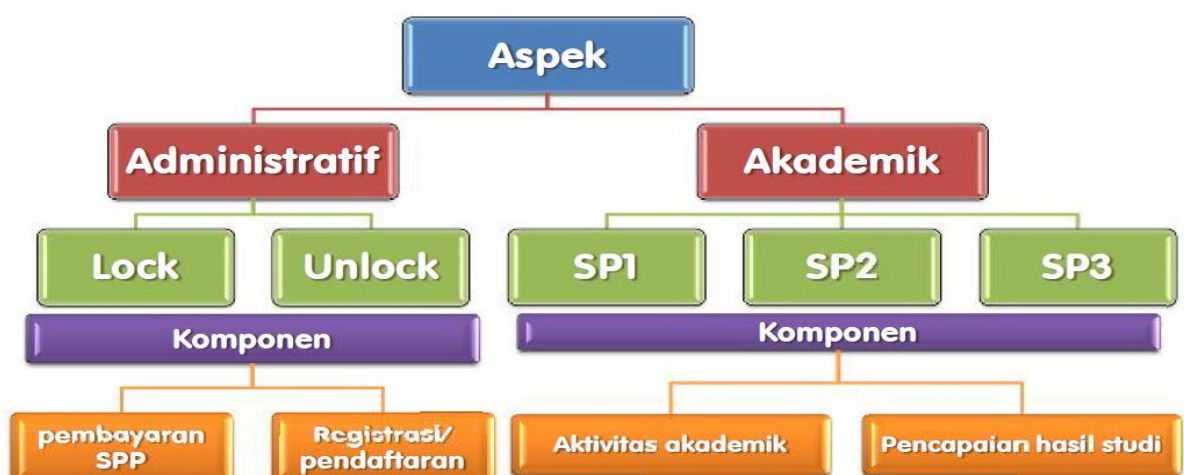 Aspek
Administratif
Akademik
Lock
Unlock
SP1
SP2
SP3
Komponen
Komponen
pembayaran
SPP
Registrasi/
pendaftaran
Aktivitas akademik
Pencapaian hasil studi